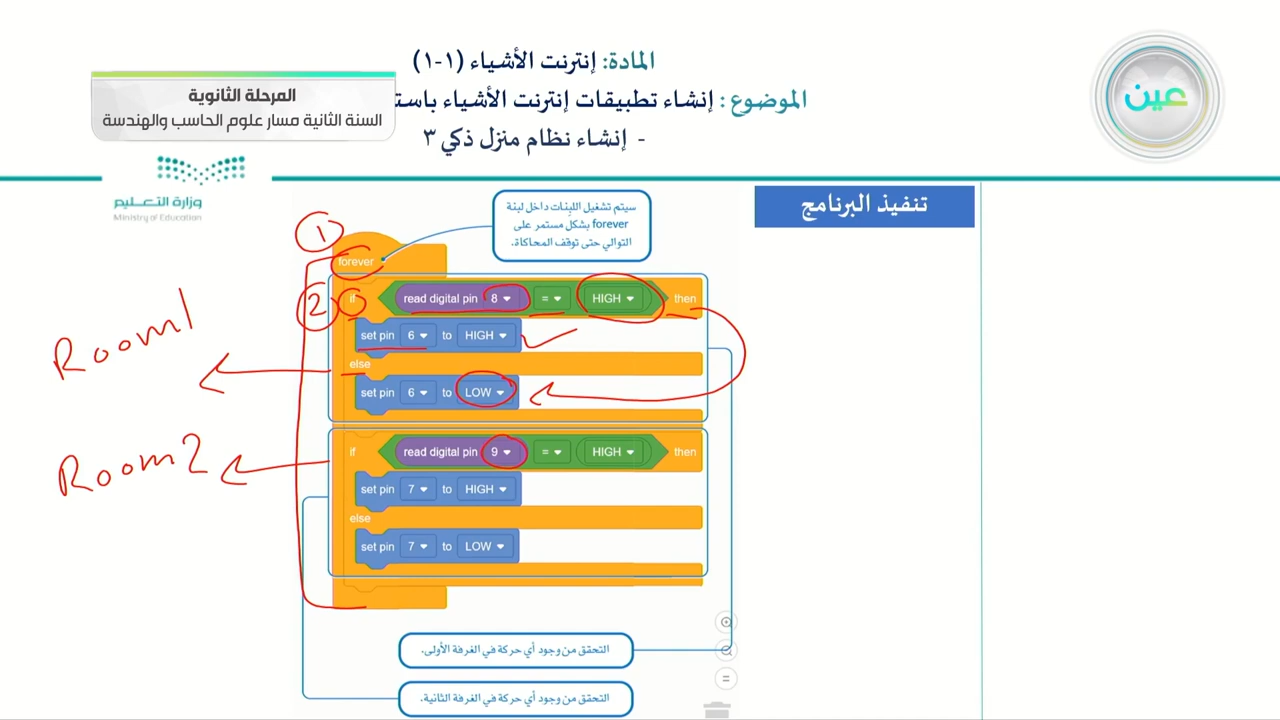 المادة: إنترنت الأشياء (١-١)
الموضوع: إنشاء تطبيقات إنترنت الأشياء
- إنشاء نظام منزل ذكي ٣
المرحلة الثانوية
السنة الثانية مسار علوم الحاسب والهندسة
عين
وزارة التعليم
Ministry of Education
تنفيذ البرنامج
سيتم تشغيل اللبنات داخل لبنة
forever بشكل مستمر على
التوالي حتى توقف المحاكاة.
1
forever
2
if read digital pin 8 = HIGH then
set pin 6 to HIGH
else
set pin 6 to LOW
Room1
if read digital pin 9 = HIGH then
set pin 7 to HIGH
else
set pin 7 to LOW
Room2
التحقق من وجود أي حركة في الغرفة الأولى.
التحقق من وجود أي حركة في الغرفة الثانية.